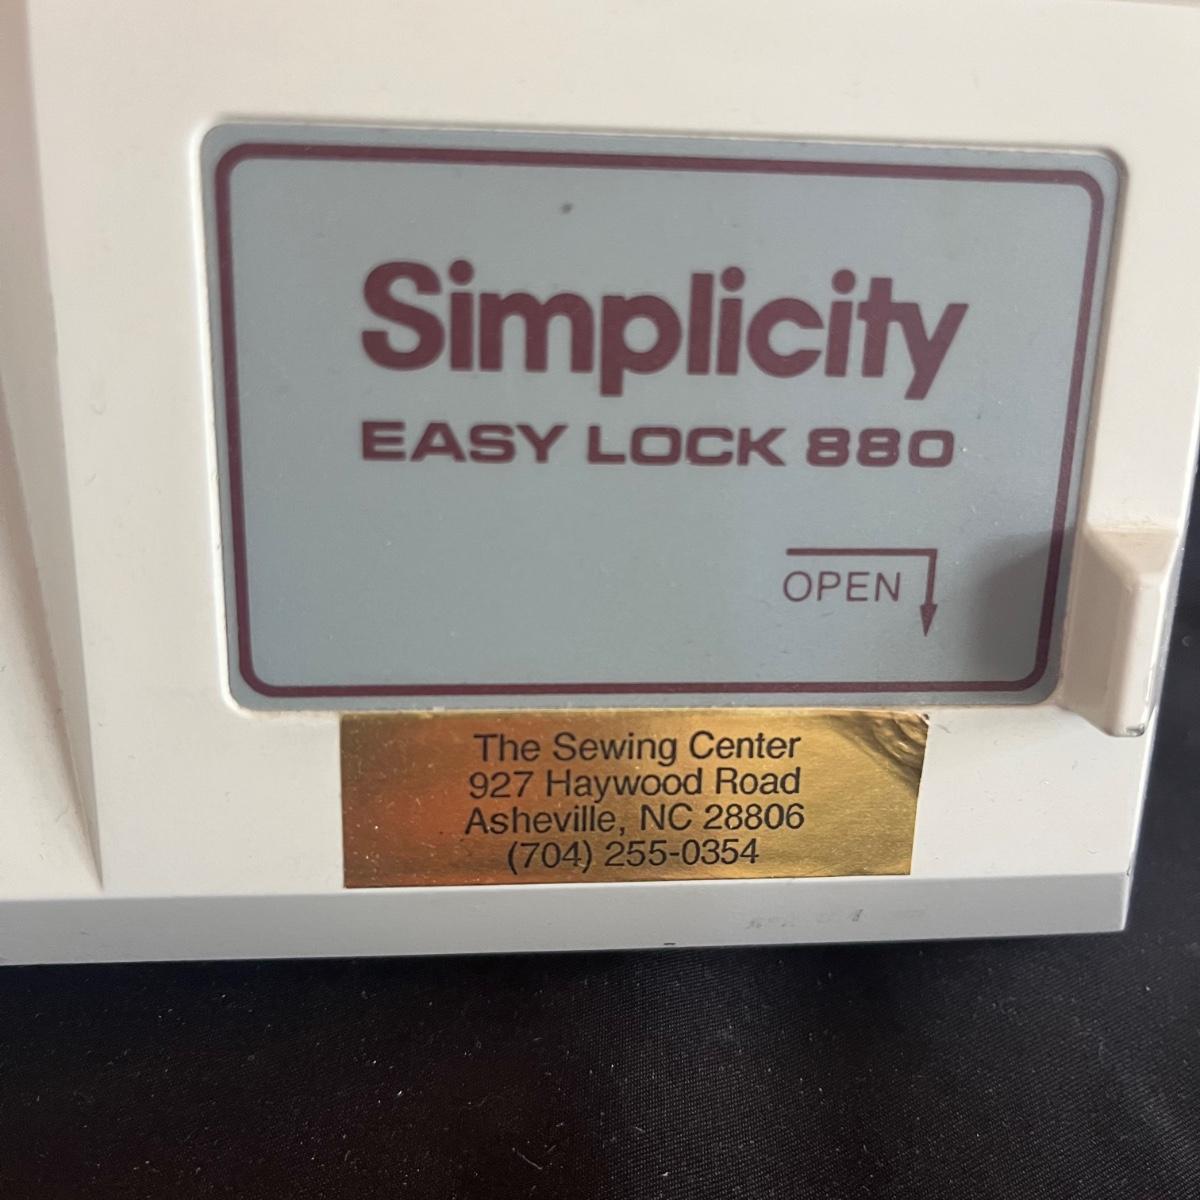 Simplicity
EASY LOCK 880
OPEN
The Sewing Center
927 Haywood Road
Asheville, NC 28806
(704) 255-0354